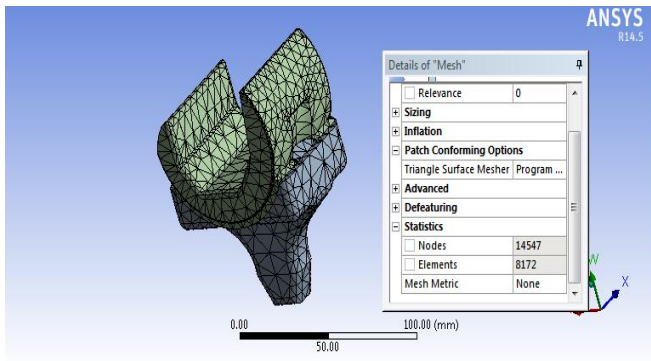 ANSYS
R14.5
Details of "Mesh"
Relevance 0
Sizing
Inflation
Patch Conforming Options
Triangle Surface Mesher Program ...
Advanced
Defeaturing
Statistics
Nodes 14547
Elements 8172
Mesh Metric None
X
0.00 100.00 (mm)
50.00